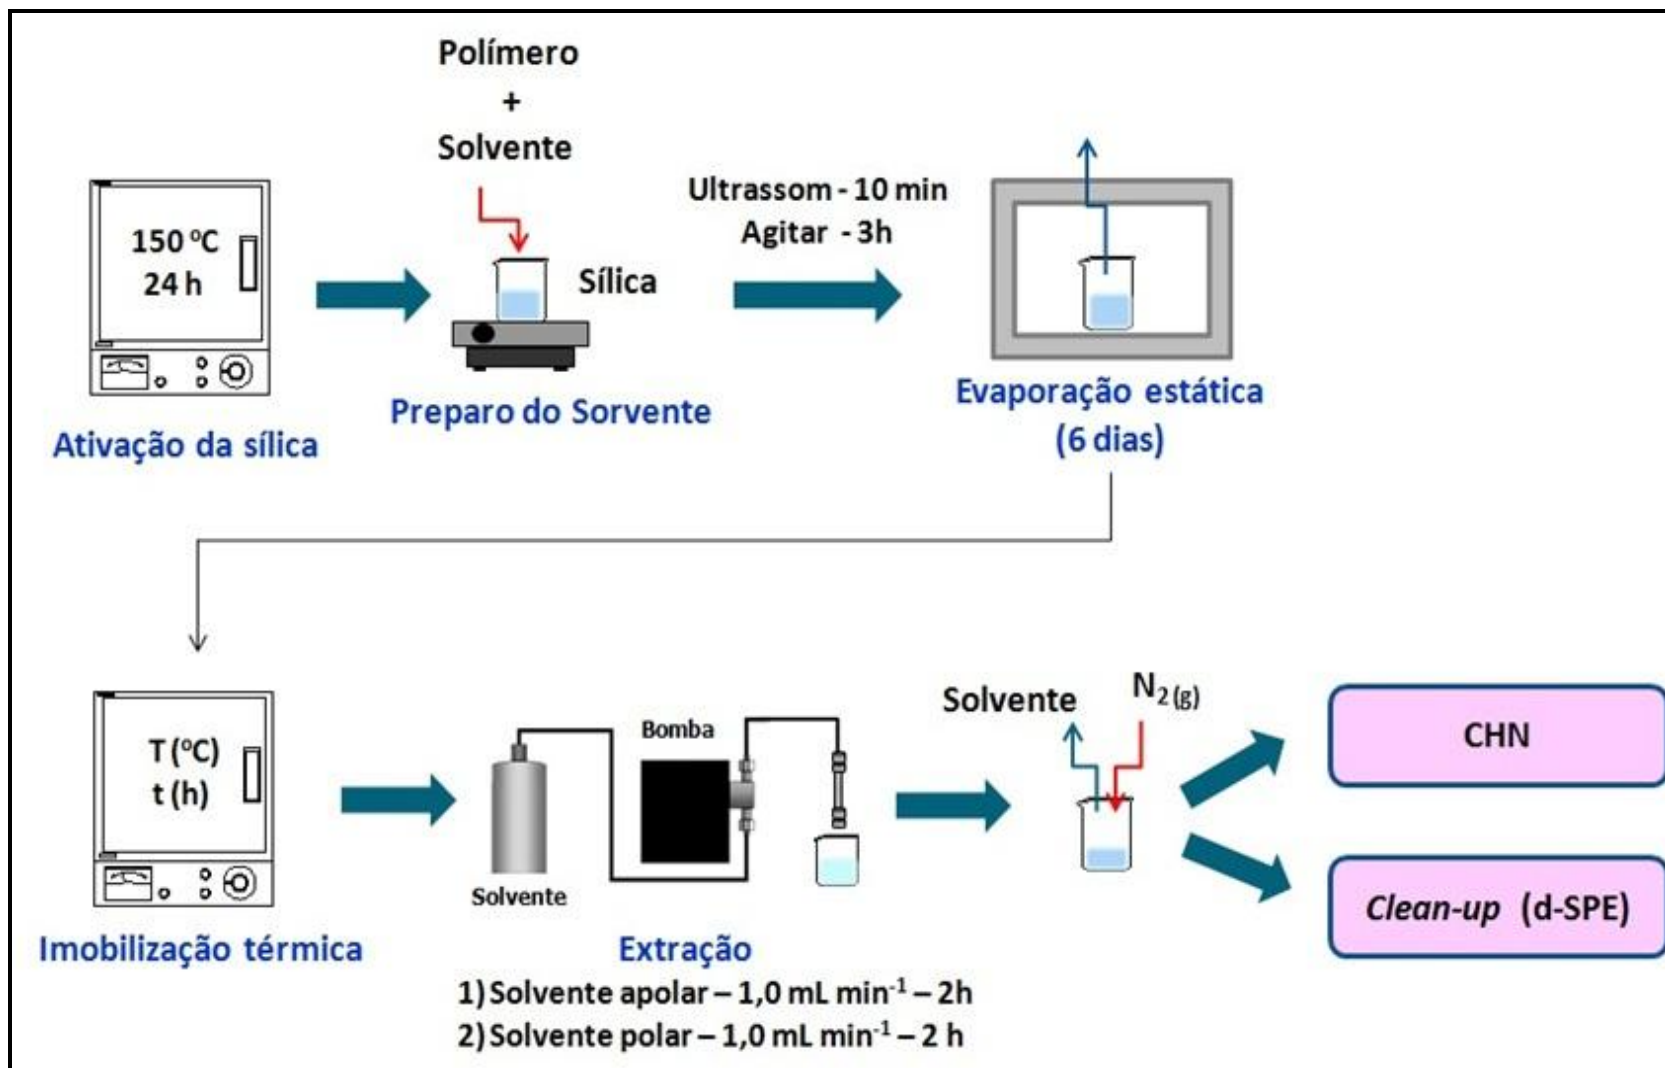 Polímero
+
Solvente
150 ºC
24 h
Sílica
Ultrassom - 10 min
Agitar - 3h
Ativação da sílica
Preparo do Sorvente
Evaporação estática
(6 dias)
T (ºC)
t (h)
Imobilização térmica
Bomba
Solvente
Extração
1) Solvente apolar – 1,0 mL min⁻¹ – 2h
2) Solvente polar – 1,0 mL min⁻¹ – 2 h
Solvente
N₂ (g)
CHN
Clean-up (d-SPE)